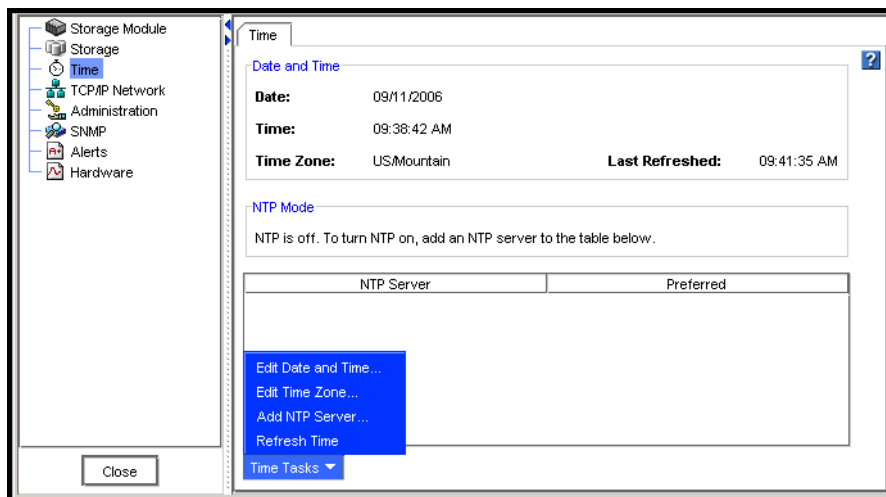 Storage Module
Storage
Time
TCP/IP Network
Administration
SNMP
Alerts
Hardware
Close
Time
?
Date and Time
Date: 09/11/2006
Time: 09:38:42 AM
Time Zone: US/Mountain Last Refreshed: 09:41:35 AM
NTP Mode
NTP is off. To turn NTP on, add an NTP server to the table below.
NTP Server Preferred
Edit Date and Time...
Edit Time Zone...
Add NTP Server...
Refresh Time
Time Tasks